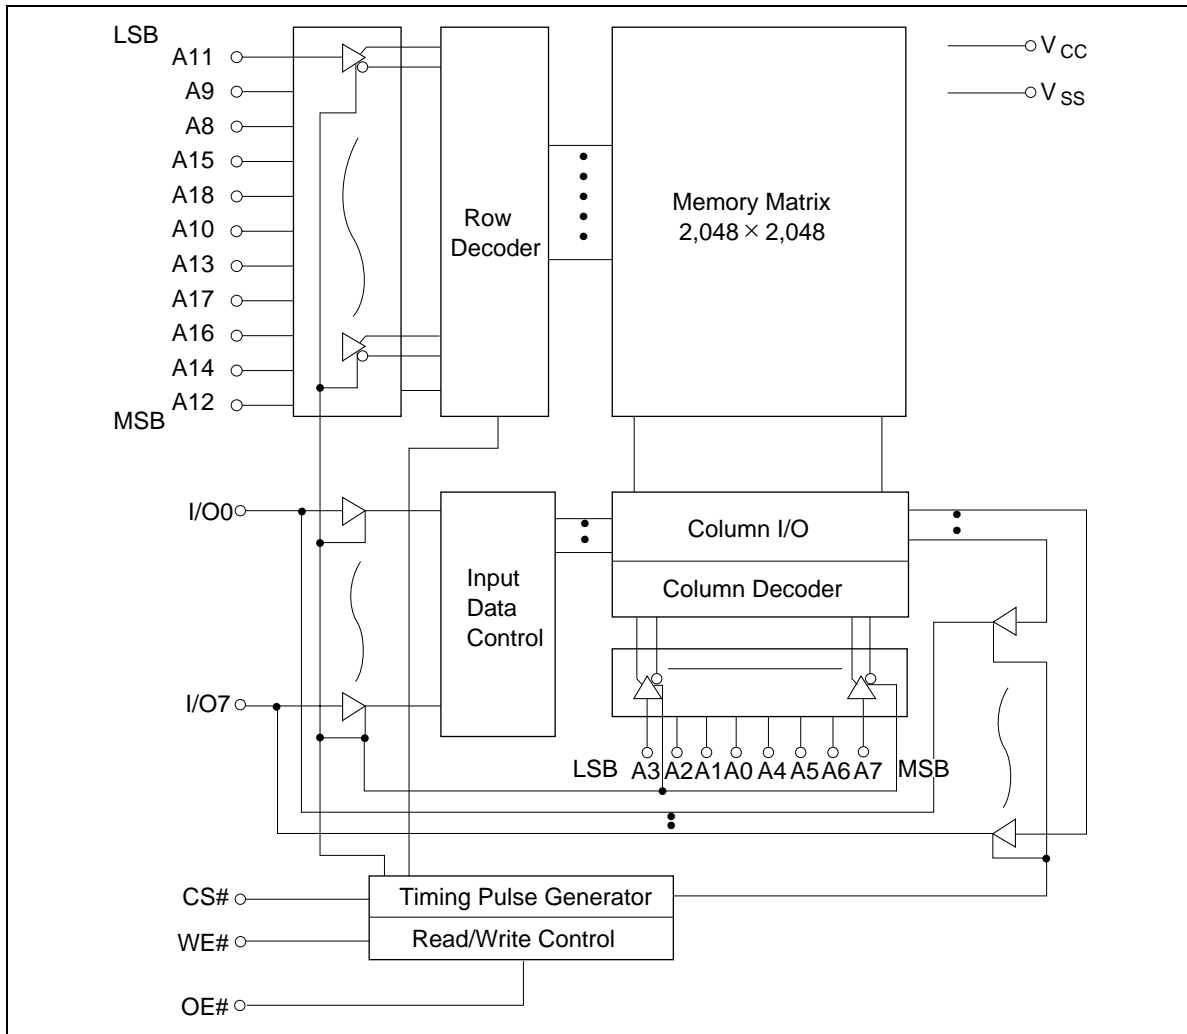 LSB
A11
A9
A8
A15
A18
A10
A13
A17
A16
A14
A12
MSB
Row
Decoder
Memory Matrix
2,048 × 2,048
V CC
V SS
I/O0
I/O7
Input
Data
Control
Column I/O
Column Decoder
LSB A3 A2 A1 A0 A4 A5 A6 A7 MSB
CS#
WE#
OE#
Timing Pulse Generator
Read/Write Control